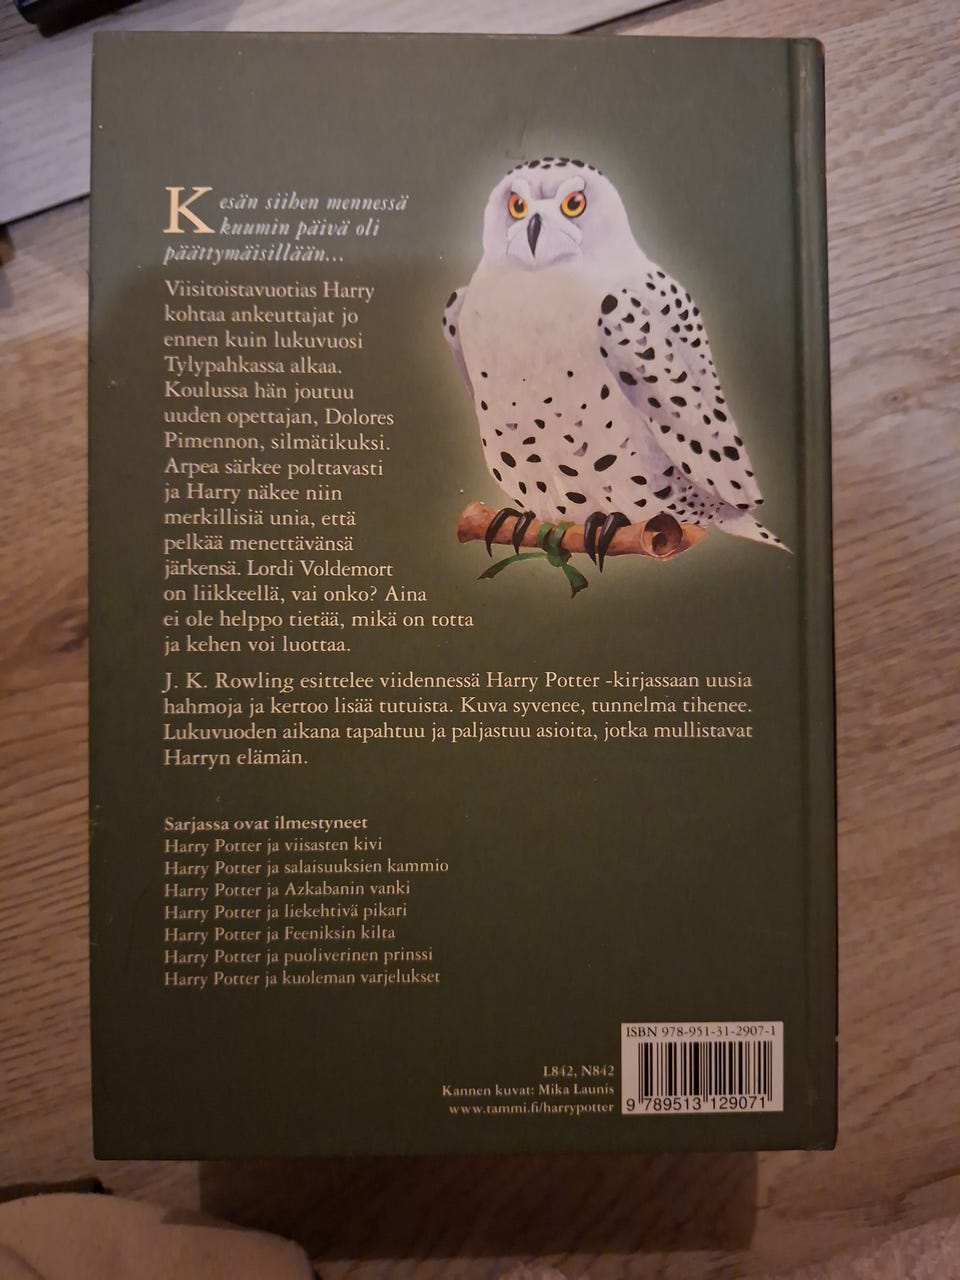 Kesän siihen mennessä
kuumin päivä oli
päättymäisillään...
Viisitoistavuotias Harry
kohtaa ankeuttajat jo
ennen kuin lukuvuosi
Tylypahkassa alkaa.
Koulussa hän joutuu
uuden opettajan, Dolores
Pimennon, silmätikuksi.
Arpea särkee polttavasti
ja Harry näkee niin
merkillisiä unia, että
pelkää menettävänsä
järkensä. Lordi Voldemort
on liikkeellä, vai onko? Aina
ei ole helppo tietää, mikä on totta
ja kehen voi luottaa.
J. K. Rowling esittelee viidennessä Harry Potter -kirjassaan uusia
hahmoja ja kertoo lisää tutuista. Kuva syvenee, tunnelma tihenee.
Lukuvuoden aikana tapahtuu ja paljastuu asioita, jotka mullistavat
Harryn elämän.
Sarjassa ovat ilmestyneet
Harry Potter ja viisasten kivi
Harry Potter ja salaisuuksien kammio
Harry Potter ja Azkabanin vanki
Harry Potter ja liekehtivä pikari
Harry Potter ja Feeniksin kilta
Harry Potter ja puoliverinen prinssi
Harry Potter ja kuoleman varjelukset
L842, N842
Kannen kuvat: Mika Launis
www.tammi.fi/harrypotter
ISBN 978-951-31-2907-1
9 789513 129071